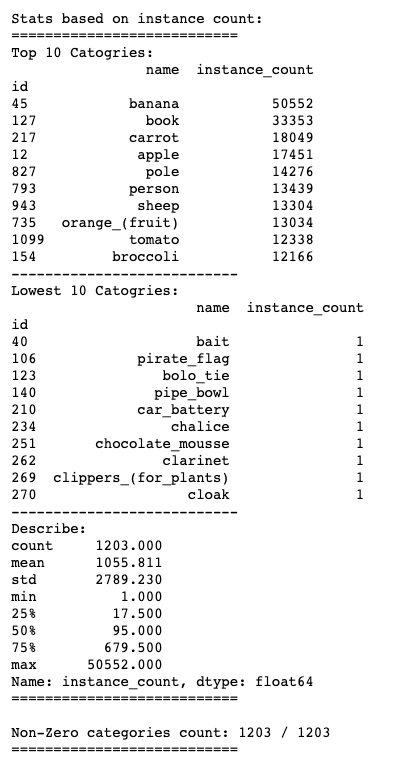 Stats based on instance count:
===========================
Top 10 Catogries:
name instance_count
id
45 banana 50552
127 book 33353
217 carrot 18049
12 apple 17451
827 pole 14276
793 person 13439
943 sheep 13304
735 orange_(fruit) 13034
1099 tomato 12338
154 broccoli 12166
---------------------------
Lowest 10 Catogries:
name instance_count
id
40 bait 1
106 pirate_flag 1
123 bolo_tie 1
140 pipe_bowl 1
210 car_battery 1
234 chalice 1
251 chocolate_mousse 1
262 clarinet 1
269 clippers_(for_plants) 1
270 cloak 1
---------------------------
Describe:
count 1203.000
mean 1055.811
std 2789.230
min 1.000
25% 17.500
50% 95.000
75% 679.500
max 50552.000
Name: instance_count, dtype: float64
===========================
Non-Zero categories count: 1203 / 1203
===========================